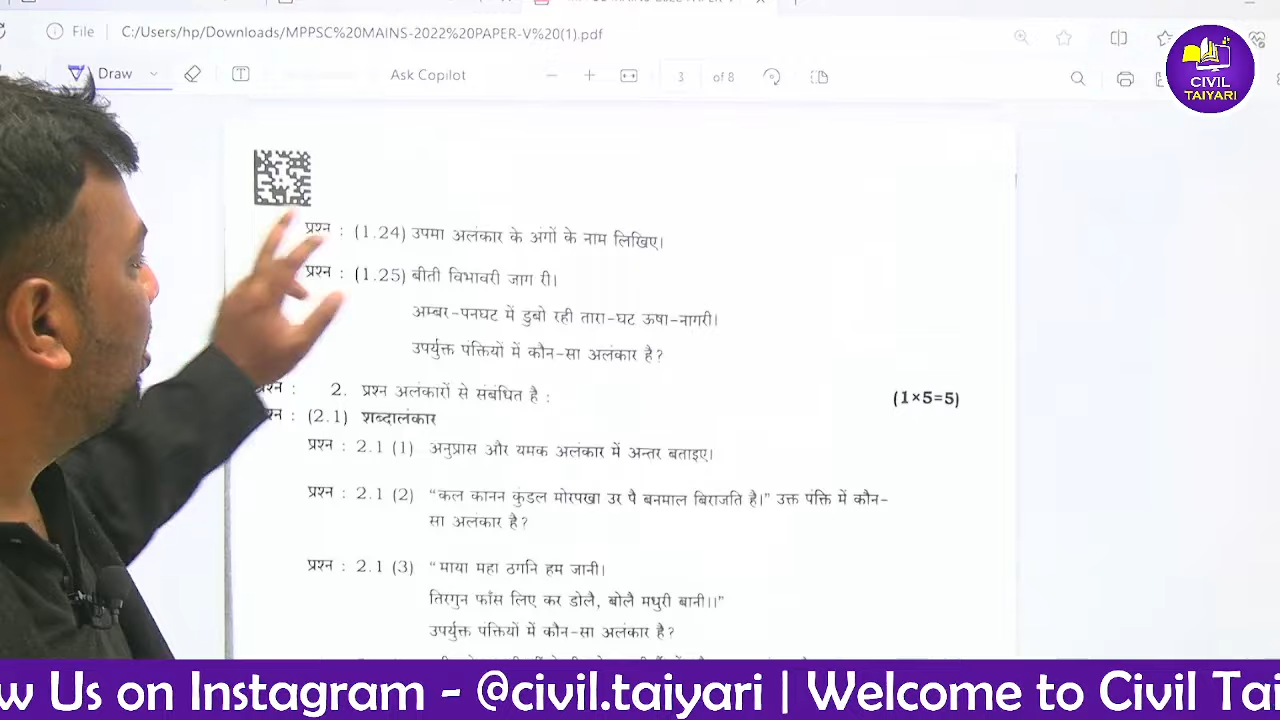 File C:/Users/hp/Downloads/MPPSC%20MAINS-2022%20PAPER-V%20(1).pdf
Draw Ask Copilot 3 of 8
CIVIL
TAIYARI
प्रश्न : (1.24) उपमा अलंकार के अंगों के नाम लिखिए।
प्रश्न : (1.25) बीती विभावरी जाग री।
अम्बर-पनघट में डुबो रही तारा-घट ऊषा-नागरी।
उपर्युक्त पंक्तियों में कौन-सा अलंकार है?
2. प्रश्न अलंकारों से संबंधित है : (1×5=5)
(2.1) शब्दालंकार
प्रश्न : 2.1 (1) अनुप्रास और यमक अलंकार में अन्तर बताइए।
प्रश्न : 2.1 (2) “कल कानन कुंडल मोरपखा उर पै बनमाल बिराजति है।” उक्त पंक्ति में कौन-
सा अलंकार है?
प्रश्न : 2.1 (3) “माया महा ठगनि हम जानी।
तिरगुन फाँस लिए कर डोलै, बोलै मधुरी बानी।।”
उपर्युक्त पंक्तियों में कौन-सा अलंकार है?
w Us on Instagram - @civil.taiyari | Welcome to Civil Tai